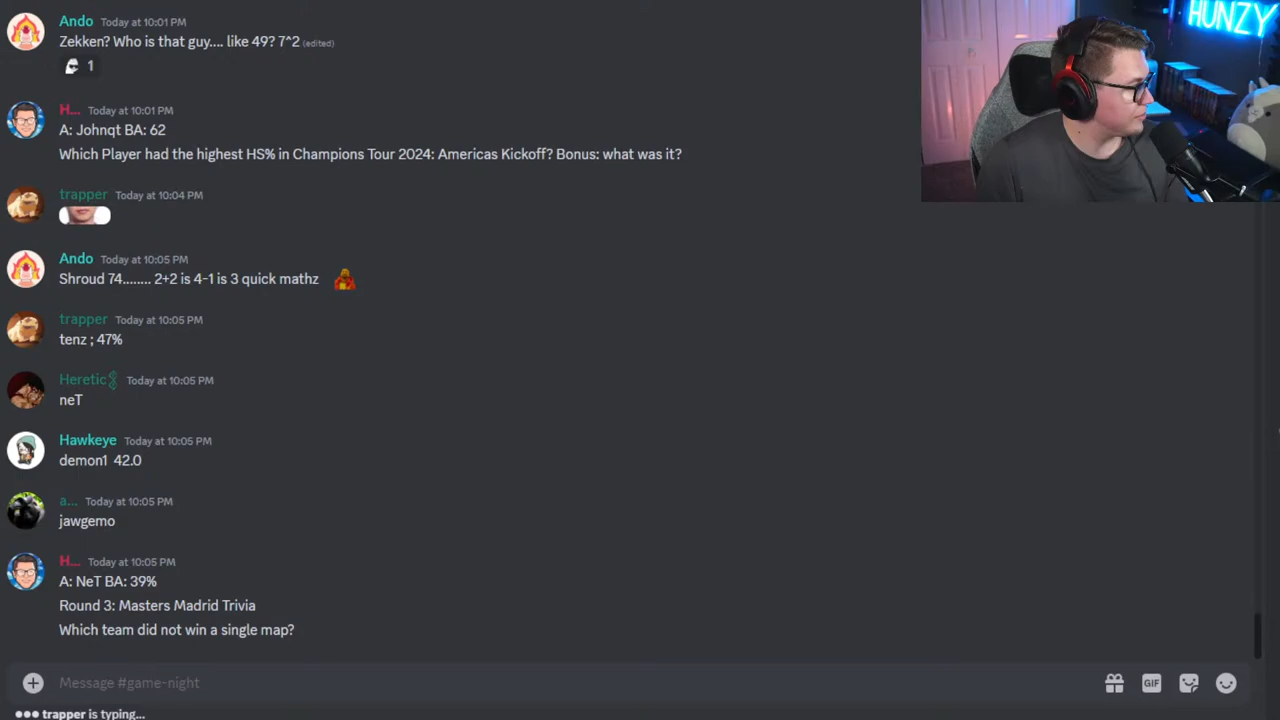 Ando Today at 10:01 PM
Zekken? Who is that guy.... like 49? 7^2 (edited)
1
H... Today at 10:01 PM
A: Johnqt BA: 62
Which Player had the highest HS% in Champions Tour 2024: Americas Kickoff? Bonus: what was it?
trapper Today at 10:04 PM
Ando Today at 10:05 PM
Shroud 74........ 2+2 is 4-1 is 3 quick mathz
trapper Today at 10:05 PM
tenz ; 47%
Heretic Today at 10:05 PM
neT
Hawkeye Today at 10:05 PM
demon1 42.0
a... Today at 10:05 PM
jawgemo
H... Today at 10:05 PM
A: NeT BA: 39%
Round 3: Masters Madrid Trivia
Which team did not win a single map?
Message #game-night
GIF
trapper is typing...
HUNZY